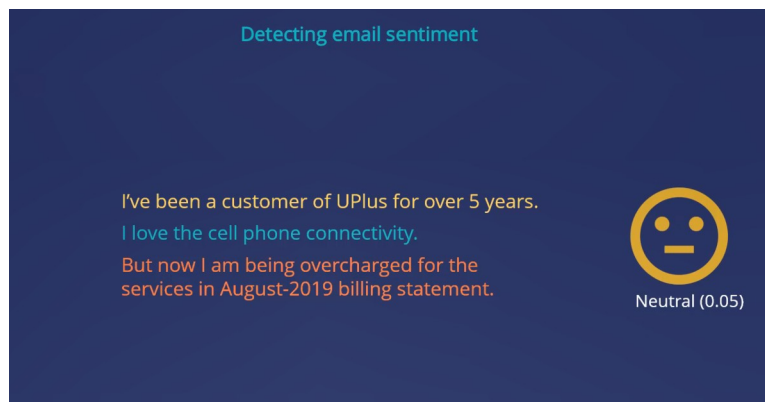 Detecting email sentiment
I've been a customer of UPlus for over 5 years.
I love the cell phone connectivity.
But now I am being overcharged for the
services in August-2019 billing statement.
Neutral (0.05)